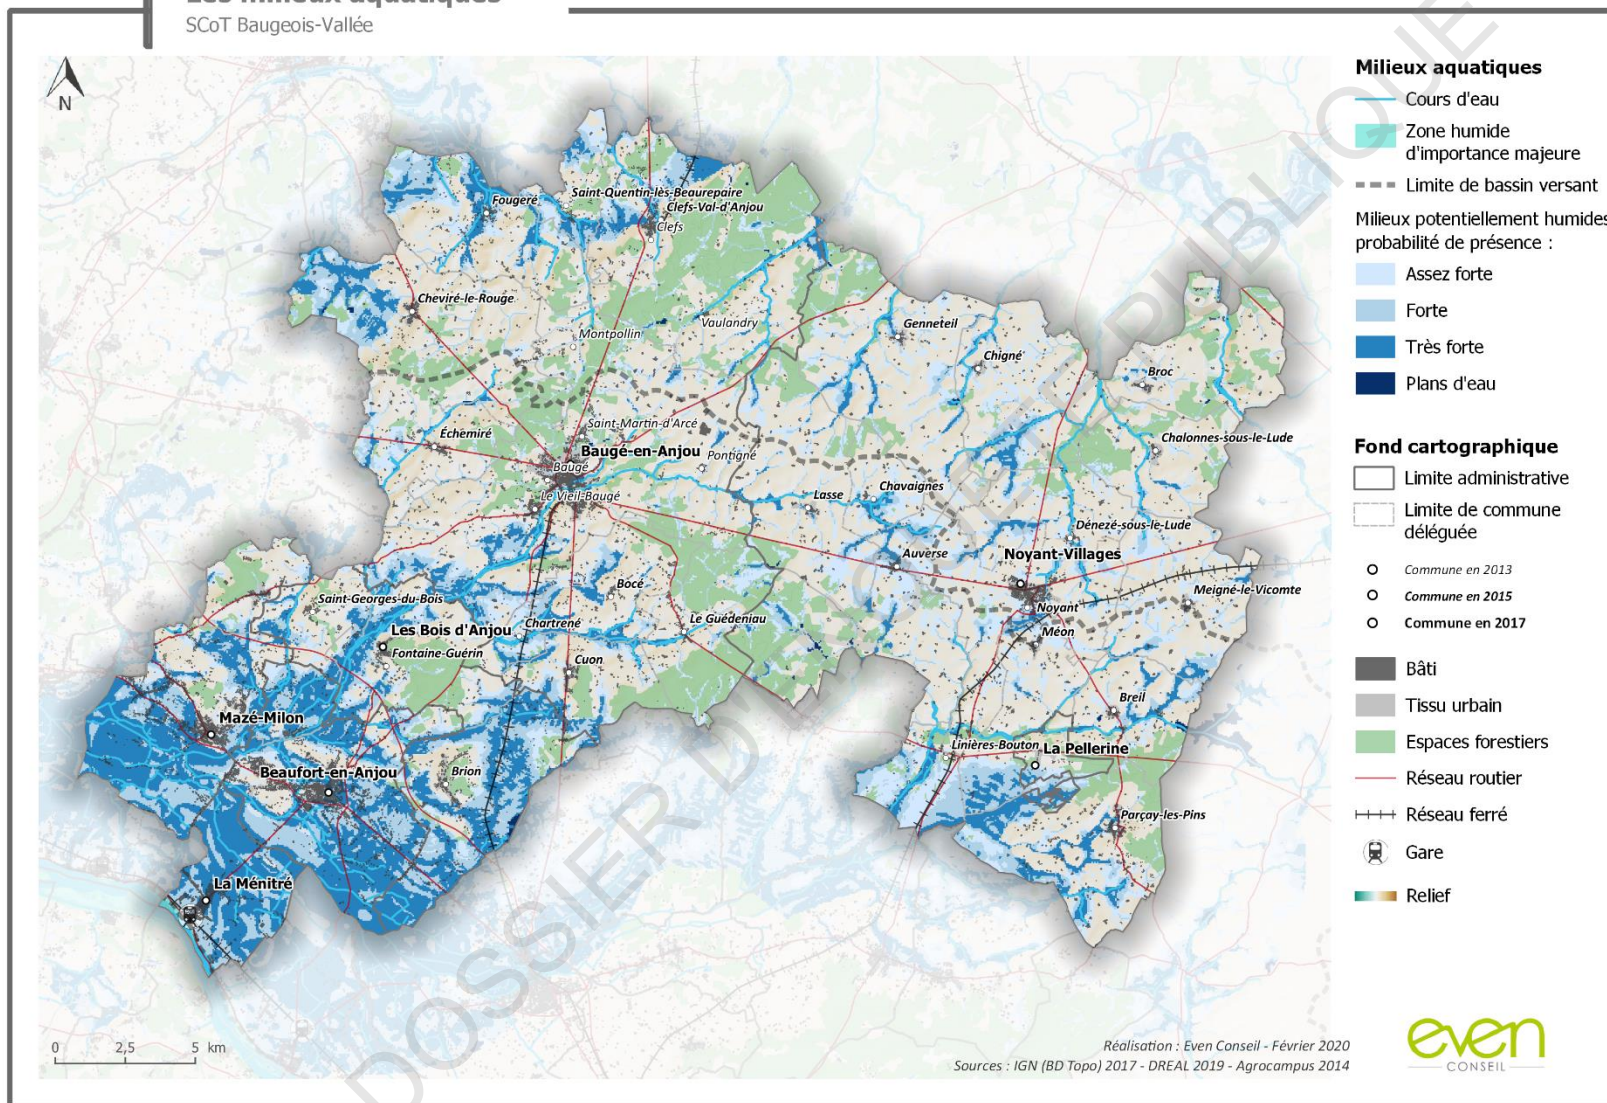 Les milieux aquatiques
SCoT Baugeois-Vallée
N
Milieux aquatiques
Cours d'eau
Zone humide
d'importance majeure
Limite de bassin versant
Milieux potentiellement humides
probabilité de présence :
Assez forte
Forte
Très forte
Plans d'eau
Fond cartographique
Limite administrative
Limite de commune
déléguée
Commune en 2013
Commune en 2015
Commune en 2017
Bâti
Tissu urbain
Espaces forestiers
Réseau routier
Réseau ferré
Gare
Relief
Saint-Quentin-lès-Beaurepaire
Fougeré
Clefs-Val-d'Anjou
Clefs
Cheviré-le-Rouge
Montpollin
Vaulandry
Genneteil
Chigné
Broc
Échemiré
Saint-Martin-d'Arcé
Chalonnes-sous-le-Lude
Baugé-en-Anjou
Pontigné
Baugé
Le Vieil-Baugé
Lasse
Chavaignes
Dénezé-sous-le-Lude
Auverse
Noyant-Villages
Bocé
Meigné-le-Vicomte
Saint-Georges-du-Bois
Noyant
Chartrené
Le Guédeniau
Les Bois d'Anjou
Méon
Fontaine-Guérin
Cuon
Breil
Mazé-Milon
Linières-Bouton
La Pellerine
Beaufort-en-Anjou
Brion
Parçay-les-Pins
La Ménitré
0 2,5 5 km
Réalisation : Even Conseil - Février 2020
Sources : IGN (BD Topo) 2017 - DREAL 2019 - Agrocampus 2014
even
CONSEIL
DOSSIER D'ENQUETE PUBLIQUE